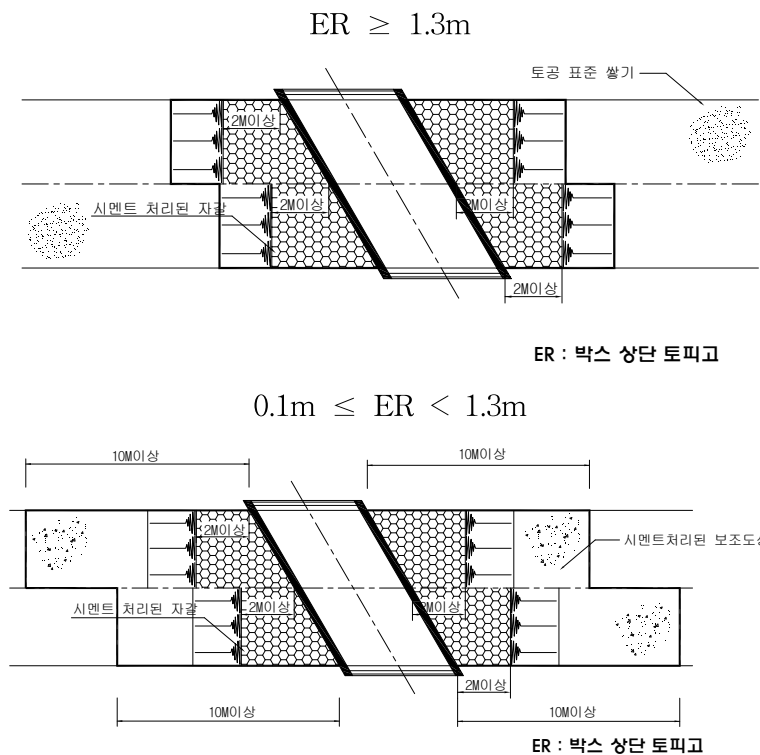 ER ≥ 1.3m
토공 표준 쌓기
2M이상
시멘트 처리된 자갈
2M이상
2M이상
2M이상
ER : 박스 상단 토피고
0.1m ≤ ER < 1.3m
10M이상
10M이상
2M이상
시멘트처리된 보조도상
시멘트 처리된 자갈
2M이상
2M이상
2M이상
10M이상
10M이상
ER : 박스 상단 토피고